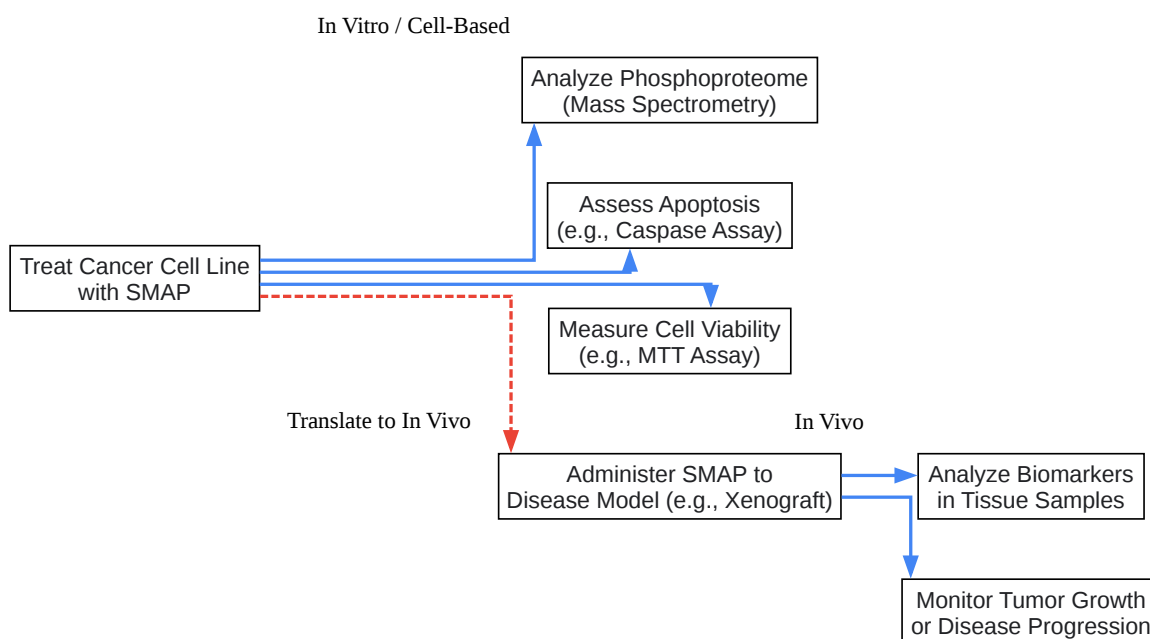 In Vitro / Cell-Based
Analyze Phosphoproteome
(Mass Spectrometry)
Assess Apoptosis
(e.g., Caspase Assay)
Treat Cancer Cell Line
with SMAP
Measure Cell Viability
(e.g., MTT Assay)
Translate to In Vivo
In Vivo
Administer SMAP to
Disease Model (e.g., Xenograft)
Analyze Biomarkers
in Tissue Samples
Monitor Tumor Growth
or Disease Progression